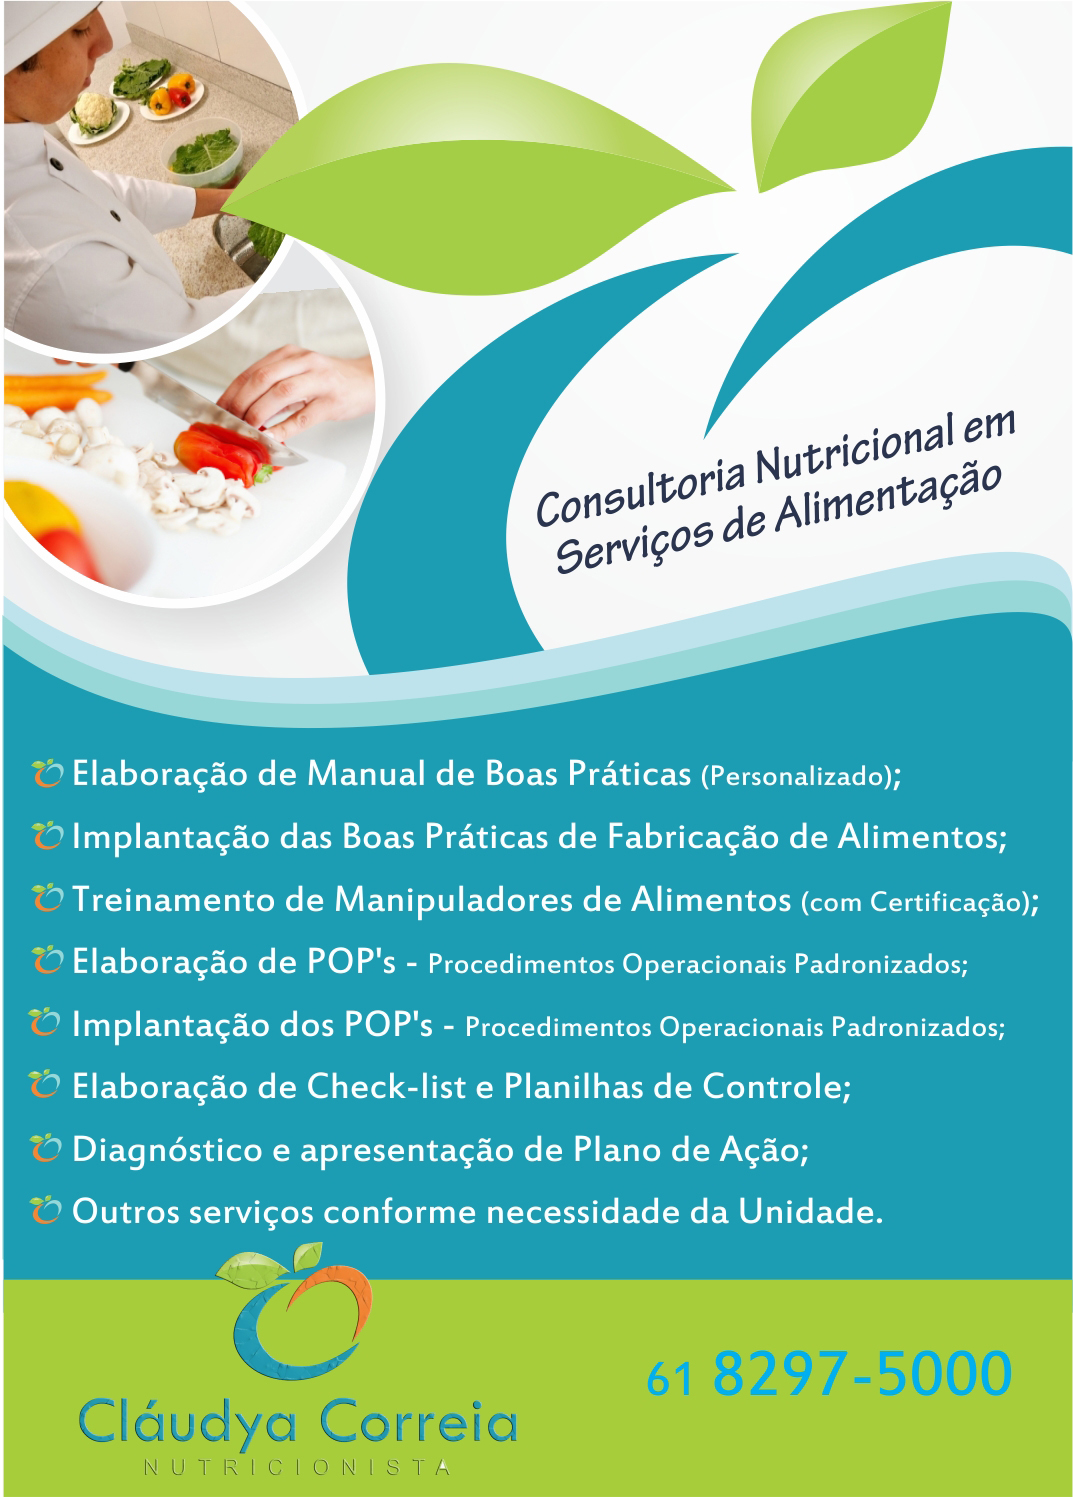 Consultoria Nutricional em
Serviços de Alimentação
Elaboração de Manual de Boas Práticas (Personalizado);
Implantação das Boas Práticas de Fabricação de Alimentos;
Treinamento de Manipuladores de Alimentos (com Certificação);
Elaboração de POP's - Procedimentos Operacionais Padronizados;
Implantação dos POP's - Procedimentos Operacionais Padronizados;
Elaboração de Check-list e Planilhas de Controle;
Diagnóstico e apresentação de Plano de Ação;
Outros serviços conforme necessidade da Unidade.
61 8297-5000
Cláudya Correia
NUTRICIONISTA